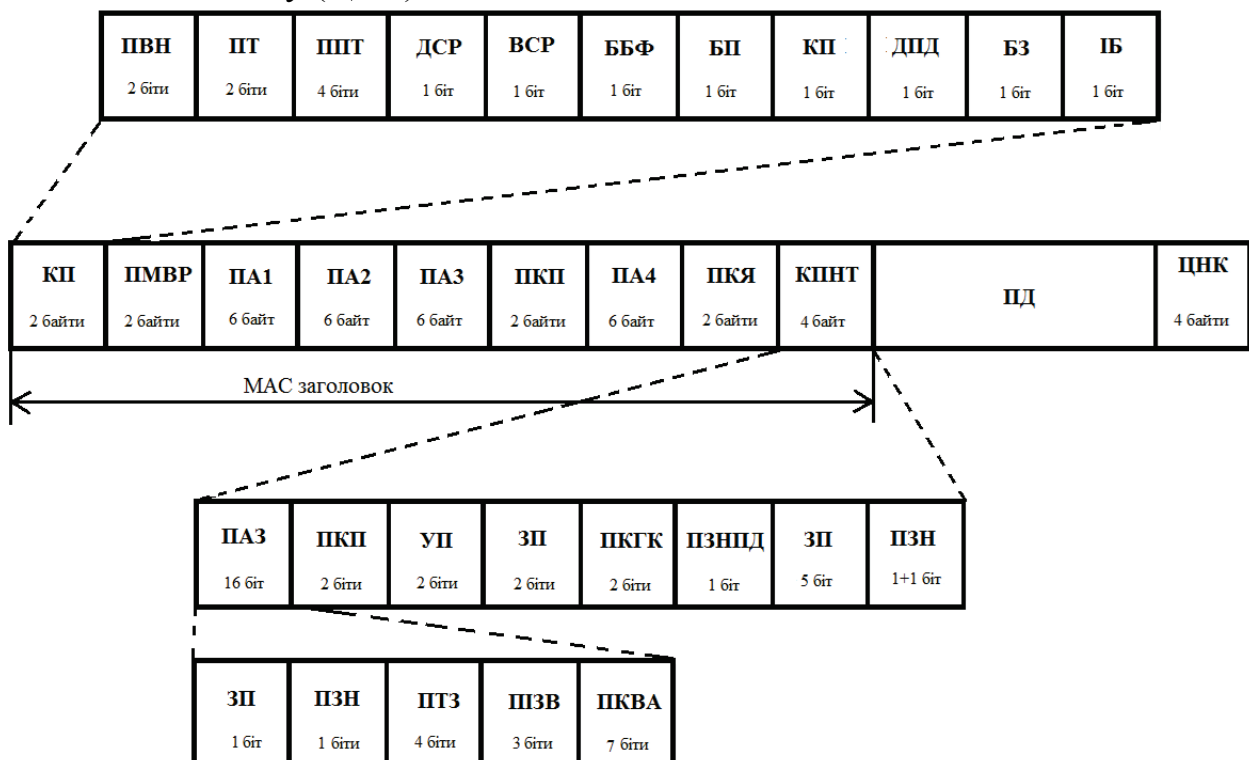 ПВН ПТ ППТ ДСР ВСР ББФ БП КП ДПД БЗ ІБ
2 біти 2 біти 4 біти 1 біт 1 біт 1 біт 1 біт 1 біт 1 біт 1 біт 1 біт
КП ПМВР ПА1 ПА2 ПА3 ПКП ПА4 ПКЯ КПНТ ПД ЦНК
2 байти 2 байти 6 байт 6 байт 6 байт 2 байти 6 байт 2 байти 4 байт 4 байти
МАС заголовок
ПАЗ ПКП УП ЗП ПКГК ПЗНПД ЗП ПЗН
16 біт 2 біти 2 біти 2 біти 2 біти 1 біт 5 біт 1+1 біт
ЗП ПЗН ПТЗ ПІЗВ ПКВА
1 біт 1 біти 4 біти 3 біти 7 біти